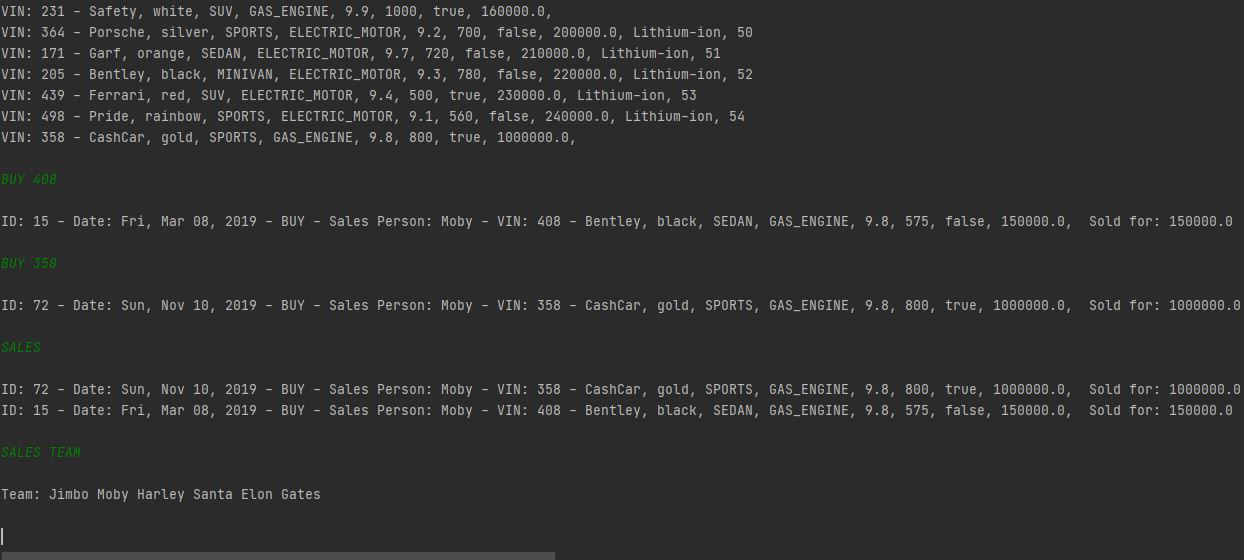 VIN: 231 - Safety, white, SUV, GAS_ENGINE, 9.9, 1000, true, 160000.0,
VIN: 364 - Porsche, silver, SPORTS, ELECTRIC_MOTOR, 9.2, 700, false, 200000.0, Lithium-ion, 50
VIN: 171 - Garf, orange, SEDAN, ELECTRIC_MOTOR, 9.7, 720, false, 210000.0, Lithium-ion, 51
VIN: 205 - Bentley, black, MINIVAN, ELECTRIC_MOTOR, 9.3, 780, false, 220000.0, Lithium-ion, 52
VIN: 439 - Ferrari, red, SUV, ELECTRIC_MOTOR, 9.4, 500, true, 230000.0, Lithium-ion, 53
VIN: 498 - Pride, rainbow, SPORTS, ELECTRIC_MOTOR, 9.1, 560, false, 240000.0, Lithium-ion, 54
VIN: 358 - CashCar, gold, SPORTS, GAS_ENGINE, 9.8, 800, true, 1000000.0,
BUY 408
ID: 15 - Date: Fri, Mar 08, 2019 - BUY - Sales Person: Moby - VIN: 408 - Bentley, black, SEDAN, GAS_ENGINE, 9.8, 575, false, 150000.0,  Sold for: 150000.0
BUY 358
ID: 72 - Date: Sun, Nov 10, 2019 - BUY - Sales Person: Moby - VIN: 358 - CashCar, gold, SPORTS, GAS_ENGINE, 9.8, 800, true, 1000000.0,  Sold for: 1000000.0
SALES
ID: 72 - Date: Sun, Nov 10, 2019 - BUY - Sales Person: Moby - VIN: 358 - CashCar, gold, SPORTS, GAS_ENGINE, 9.8, 800, true, 1000000.0,  Sold for: 1000000.0
ID: 15 - Date: Fri, Mar 08, 2019 - BUY - Sales Person: Moby - VIN: 408 - Bentley, black, SEDAN, GAS_ENGINE, 9.8, 575, false, 150000.0,  Sold for: 150000.0
SALES TEAM
Team: Jimbo Moby Harley Santa Elon Gates